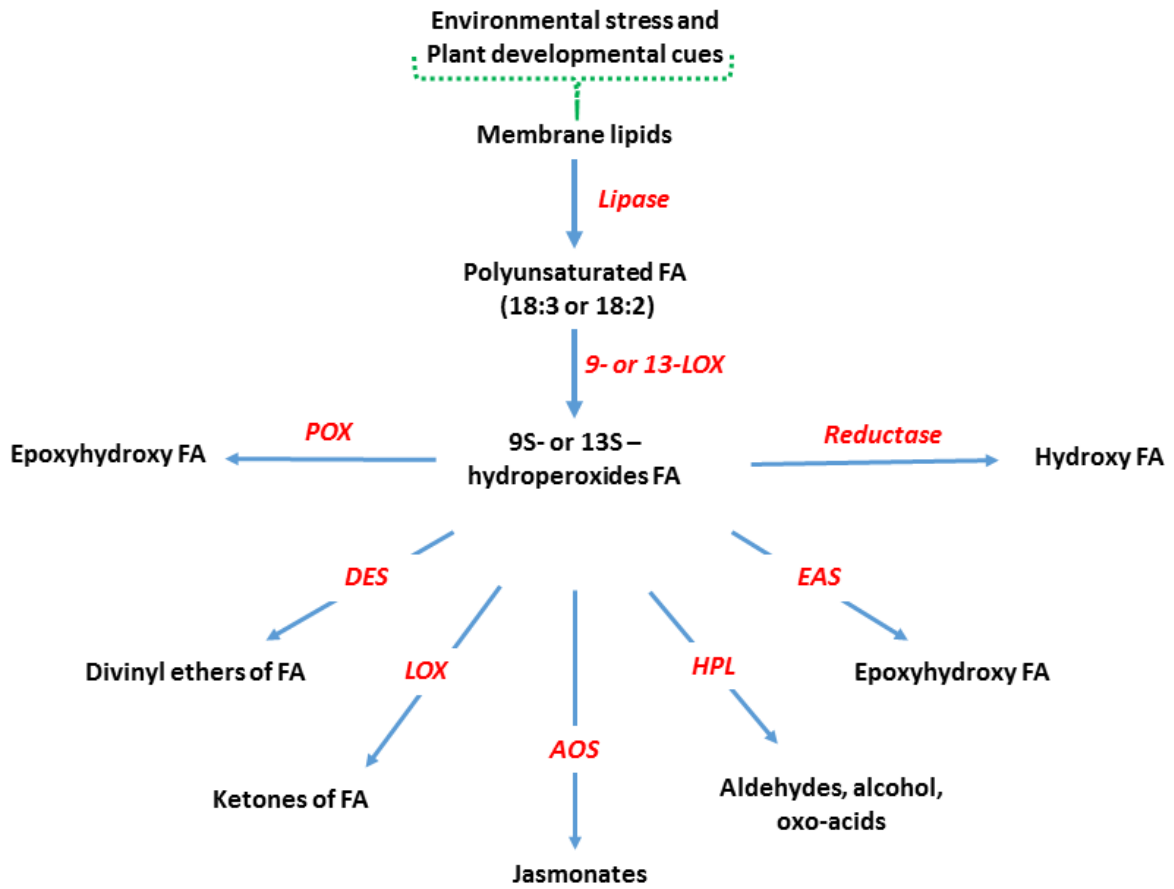 Environmental stress and
Plant developmental cues
Membrane lipids
Lipase
Polyunsaturated FA
(18:3 or 18:2)
9- or 13-LOX
POX
9S- or 13S –
Reductase
Epoxyhydroxy FA
hydroperoxides FA
Hydroxy FA
DES
EAS
Divinyl ethers of FA
LOX
HPL
Epoxyhydroxy FA
AOS
Ketones of FA
Aldehydes, alcohol,
oxo-acids
Jasmonates